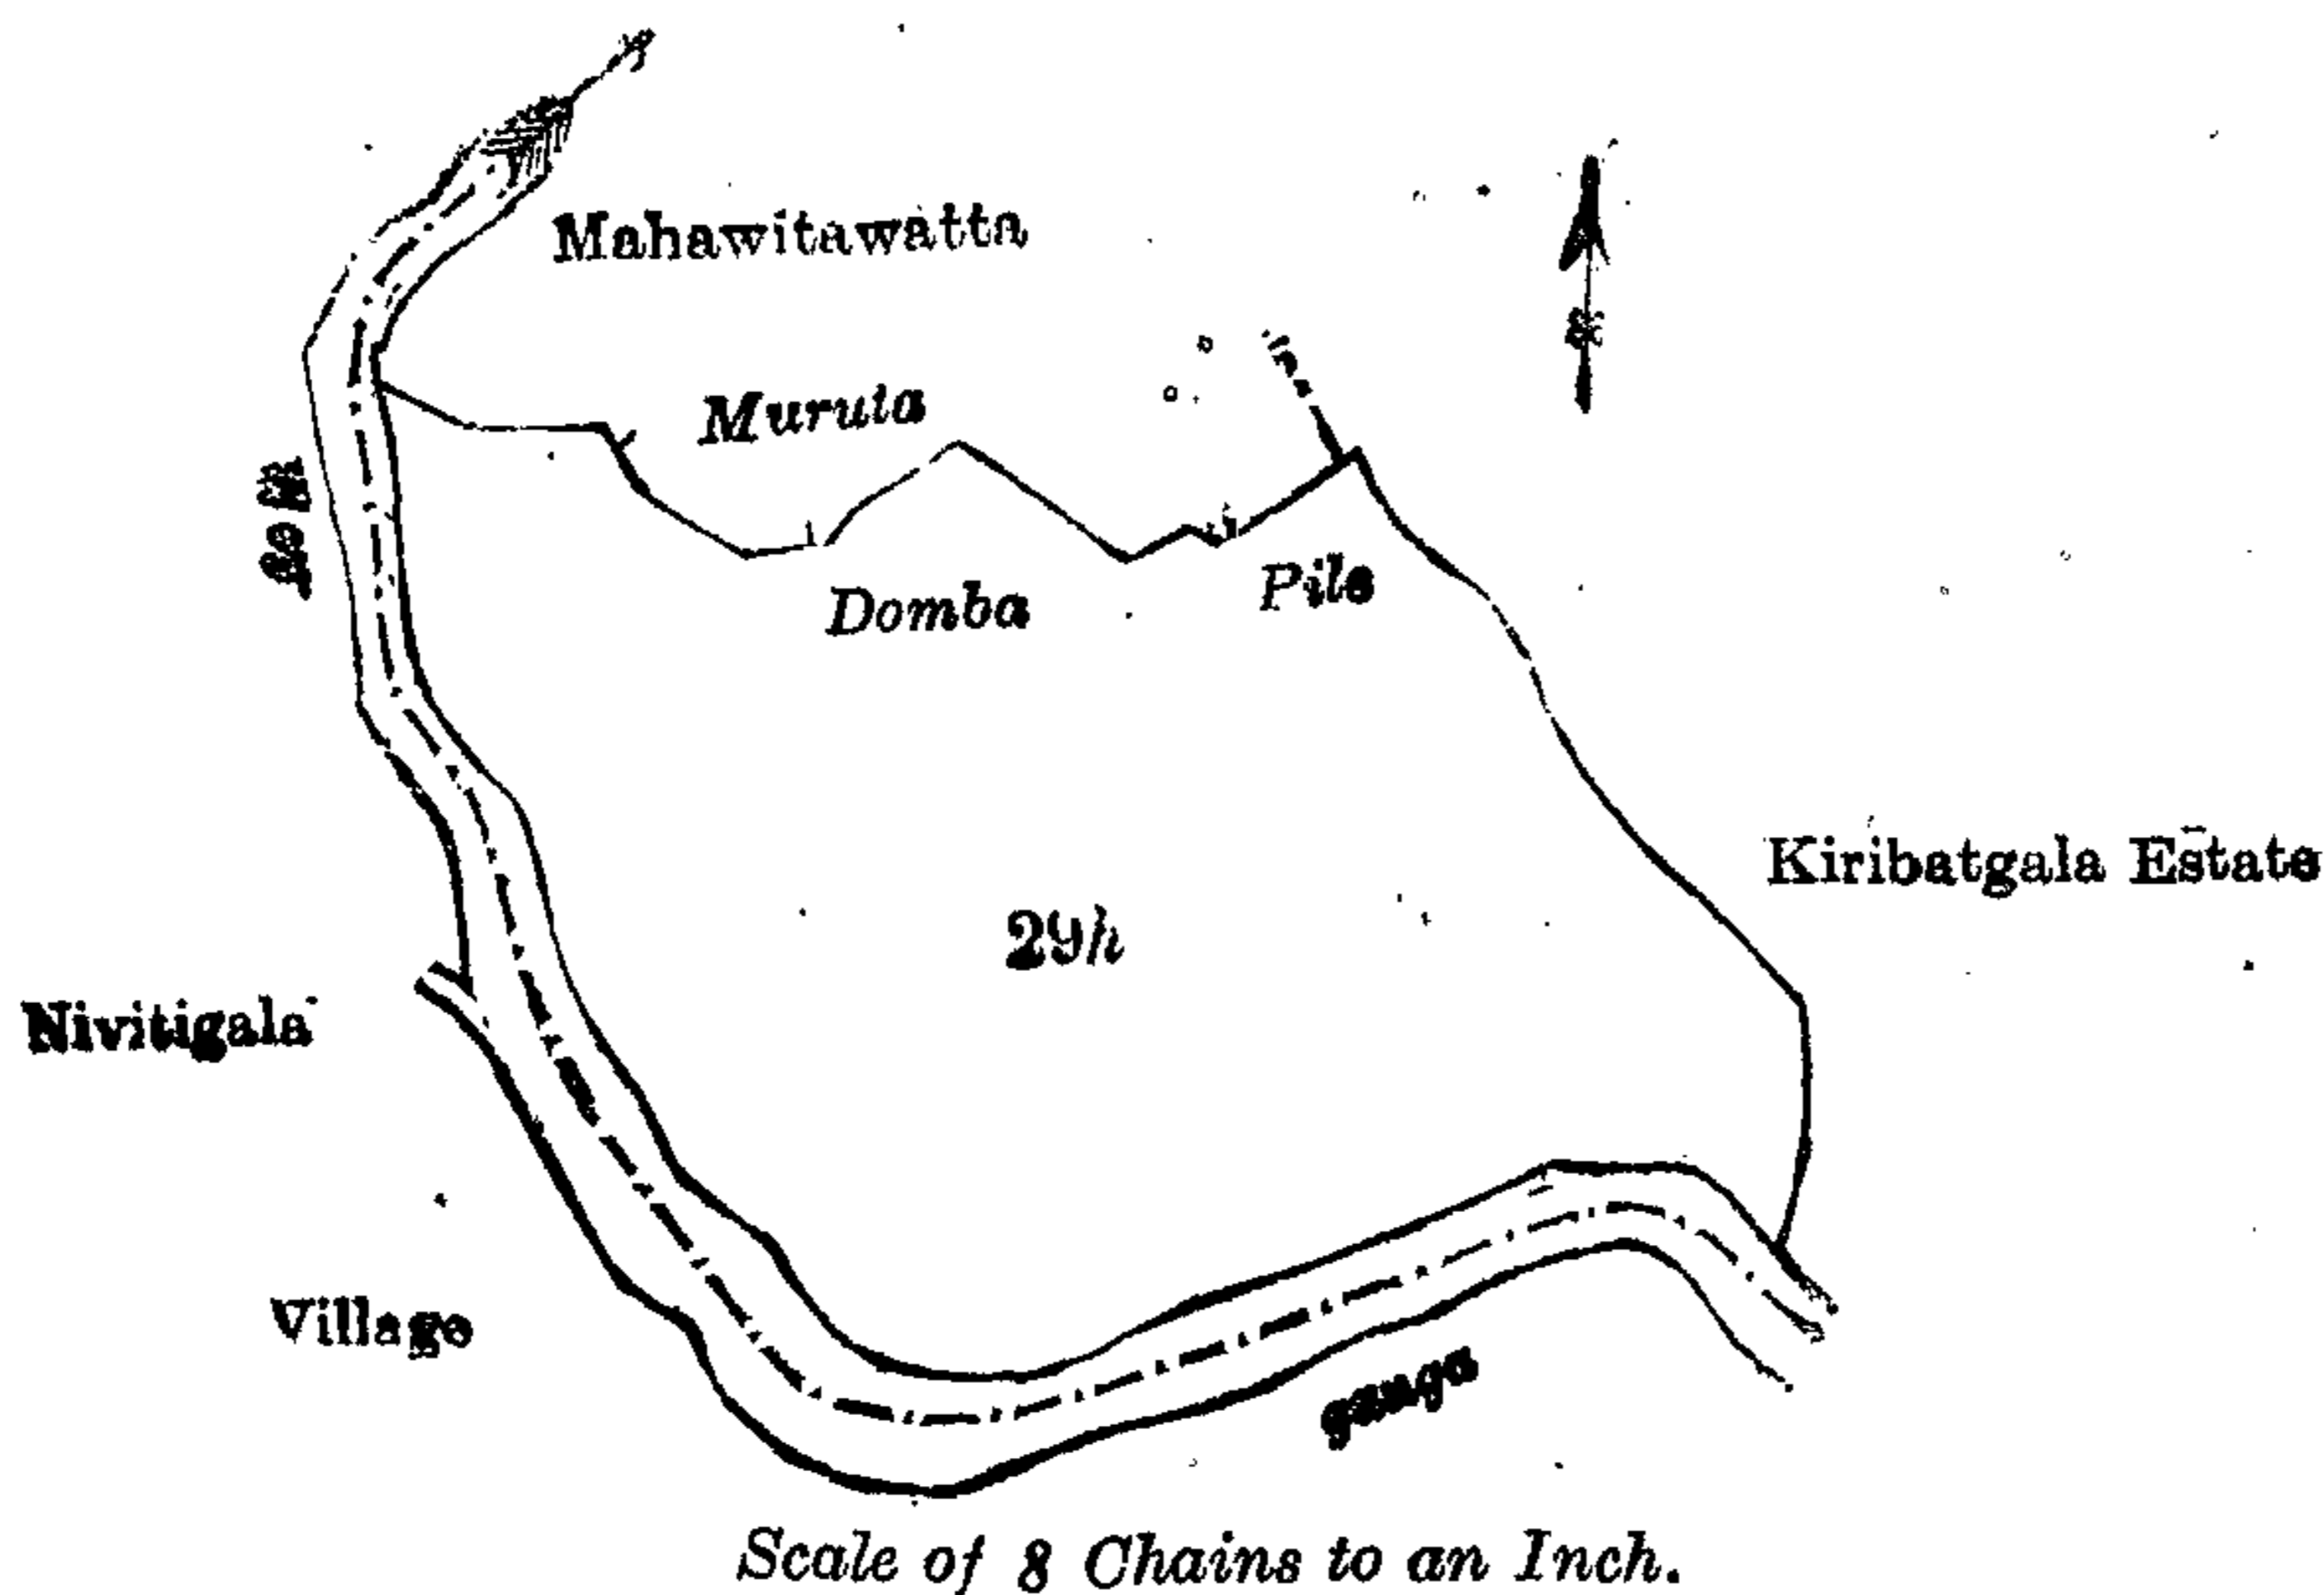 Mahawitawatta
Muruta
Domba
Pile
Kiribatgala Estate
29h
Nivitigala
Village
ganga
Scale of 8 Chains to an Inch.